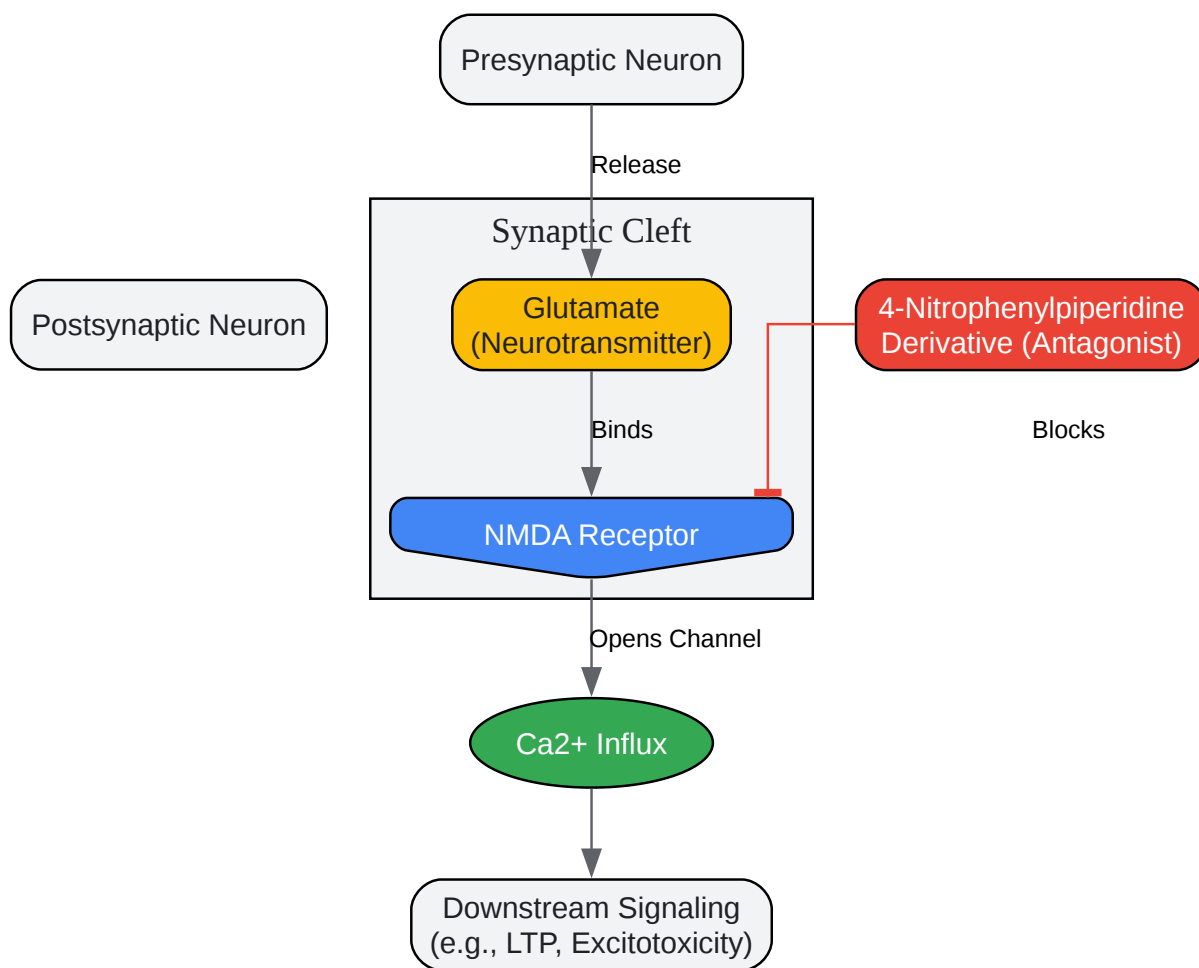 Presynaptic Neuron
Release
Synaptic Cleft
Postsynaptic Neuron
Glutamate
(Neurotransmitter)
4-Nitrophenylpiperidine
Derivative (Antagonist)
Binds
Blocks
NMDA Receptor
Opens Channel
Ca2+ Influx
Downstream Signaling
(e.g., LTP, Excitotoxicity)